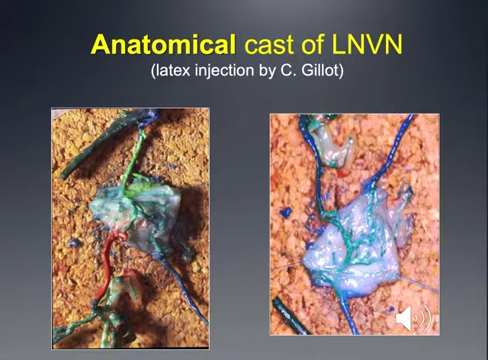 Anatomical cast of LNVN
(latex injection by C. Gillot)